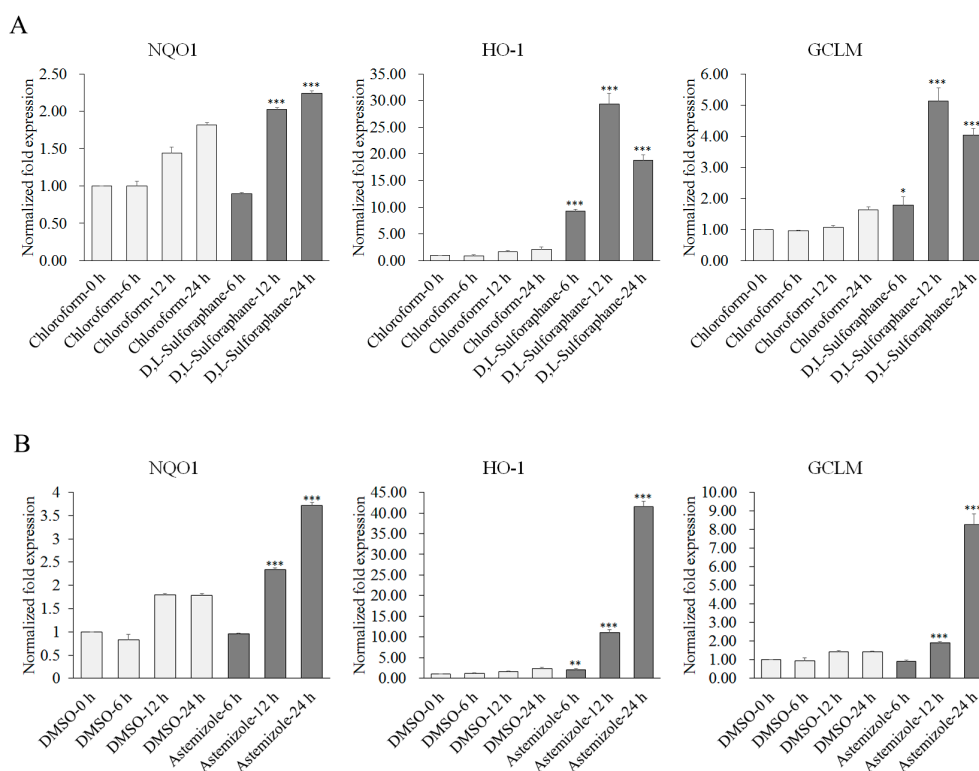 A
NQO1
HO-1
GCLM
Normalized fold expression
2.50
2.00
1.50
1.00
0.50
0.00
***
***
Chloroform-0 h
Chloroform-6 h
Chloroform-12 h
Chloroform-24 h
D,L-Sulforaphane-6 h
D,L-Sulforaphane-12 h
D,L-Sulforaphane-24 h
Normalized fold expression
35.00
30.00
25.00
20.00
15.00
10.00
5.00
0.00
***
***
***
Chloroform-0 h
Chloroform-6 h
Chloroform-12 h
Chloroform-24 h
D,L-Sulforaphane-6 h
D,L-Sulforaphane-12 h
D,L-Sulforaphane-24 h
Normalized fold expression
6.00
5.00
4.00
3.00
2.00
1.00
0.00
*
***
***
Chloroform-0 h
Chloroform-6 h
Chloroform-12 h
Chloroform-24 h
D,L-Sulforaphane-6 h
D,L-Sulforaphane-12 h
D,L-Sulforaphane-24 h
B
NQO1
HO-1
GCLM
Normalized fold expression
4
3.5
3
2.5
2
1.5
1
0.5
0
***
***
DMSO-0 h
DMSO-6 h
DMSO-12 h
DMSO-24 h
Astemizole-6 h
Astemizole-12 h
Astemizole-24 h
Normalized fold expression
45.00
40.00
35.00
30.00
25.00
20.00
15.00
10.00
5.00
0.00
**
***
***
DMSO-0 h
DMSO-6 h
DMSO-12 h
DMSO-24 h
Astemizole-6 h
Astemizole-12 h
Astemizole-24 h
Normalized fold expression
10.00
9.00
8.00
7.00
6.00
5.00
4.00
3.00
2.00
1.00
0.00
***
***
DMSO-0 h
DMSO-6 h
DMSO-12 h
DMSO-24 h
Astemizole-6 h
Astemizole-12 h
Astemizole-24 h